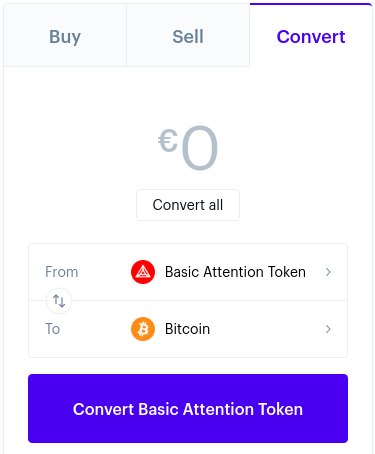 Buy Sell Convert
€0
Convert all
From Basic Attention Token
To Bitcoin
Convert Basic Attention Token